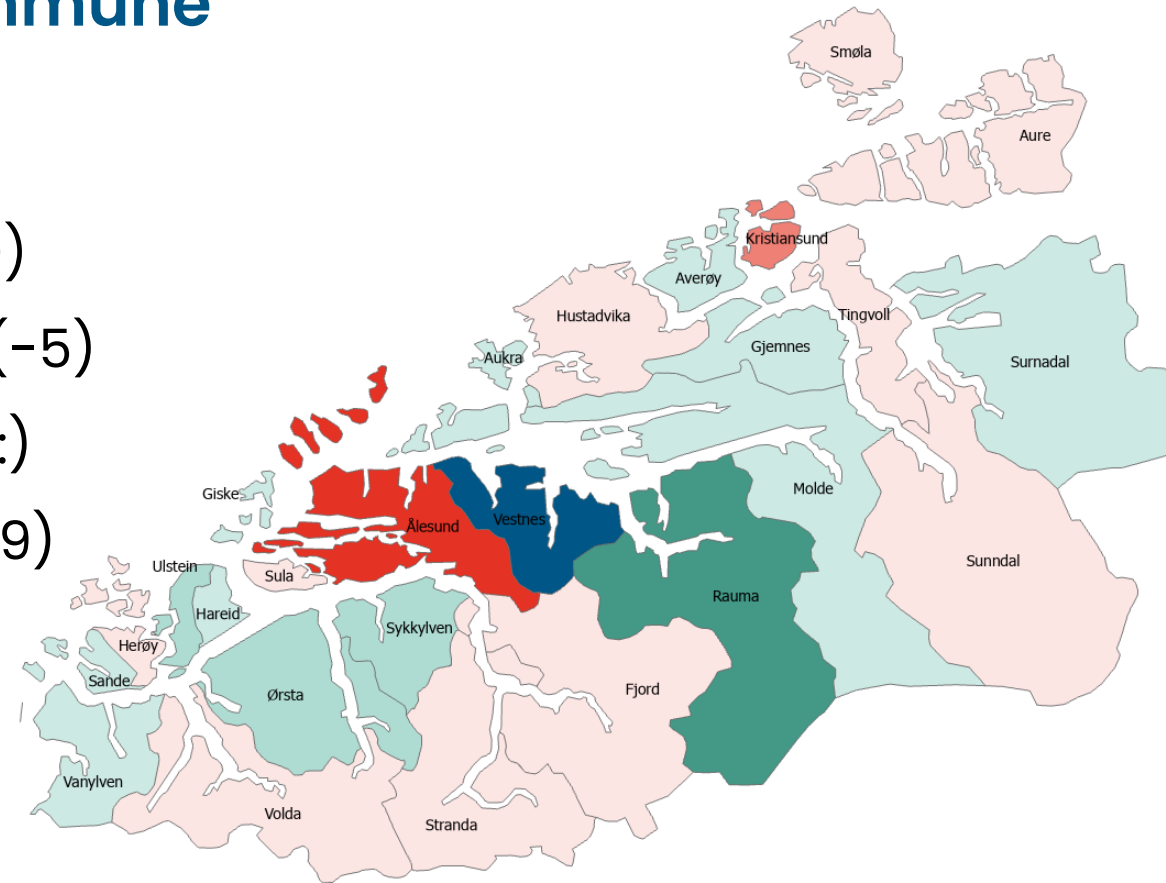 mmune
)
(-5)
:)
9)
Smøla
Aure
Kristiansund
Averøy
Hustadvika
Tingvoll
Gjemnes
Aukra
Surnadal
Molde
Giske
Ålesund
Vestnes
Sunndal
Ulstein
Sula
Rauma
Hareid
Sykkylven
Herøy
Sande
Fjord
Ørsta
Vanylven
Volda
Stranda